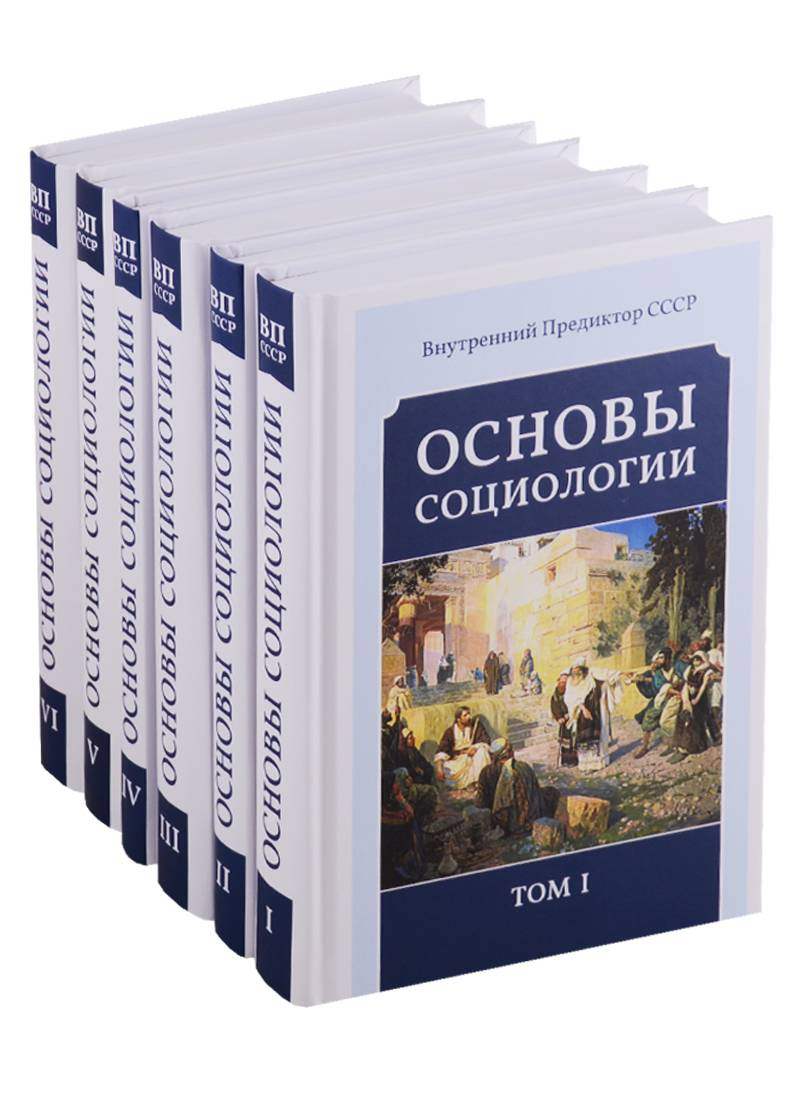 Внутренний Предиктор СССР
ОСНОВЫ
СОЦИОЛОГИИ
ТОМ I
ВП
СССР
ОСНОВЫ СОЦИОЛОГИИ
I
ВП
СССР
ОСНОВЫ СОЦИОЛОГИИ
II
ВП
СССР
ОСНОВЫ СОЦИОЛОГИИ
III
ВП
СССР
ОСНОВЫ СОЦИОЛОГИИ
IV
ВП
СССР
ОСНОВЫ СОЦИОЛОГИИ
V
ВП
СССР
ОСНОВЫ СОЦИОЛОГИИ
VI